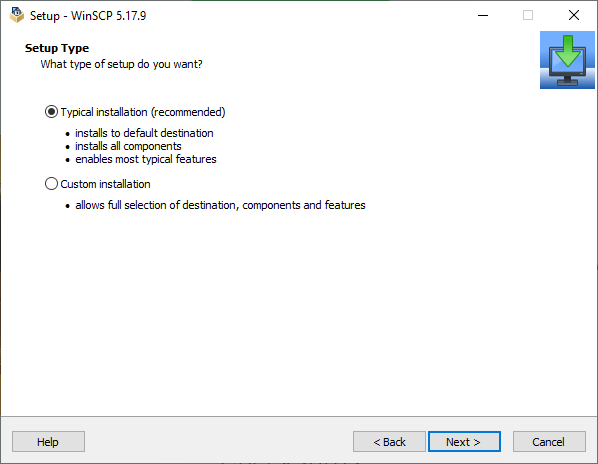 Setup - WinSCP 5.17.9
Setup Type
What type of setup do you want?
Typical installation (recommended)
• installs to default destination
• installs all components
• enables most typical features
Custom installation
• allows full selection of destination, components and features
Help
< Back
Next >
Cancel